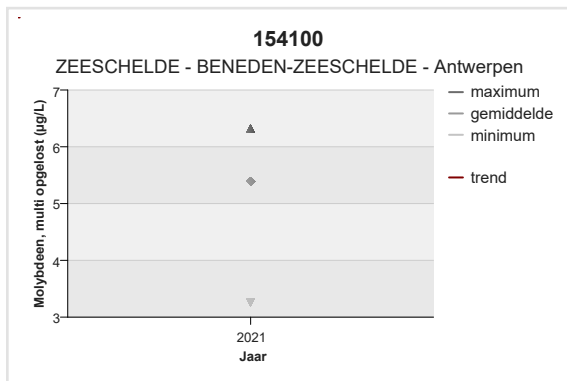 154100
ZEESCHELDE - BENEDEN-ZEESCHELDE - Antwerpen
Molybdeen, multi opgelost (µg/L)
7
6
5
4
3
2021
Jaar
maximum
gemiddelde
minimum
trend